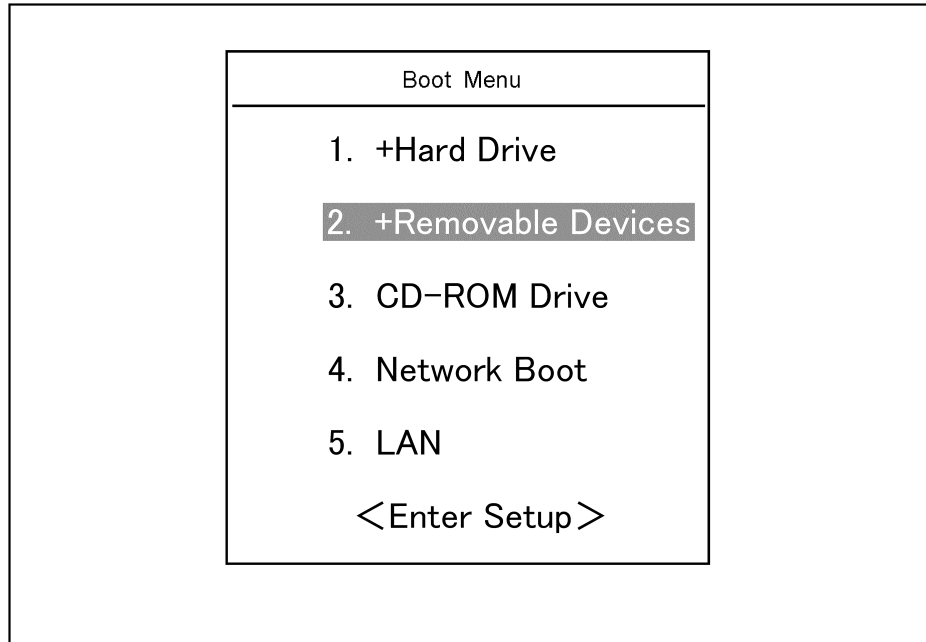 Boot Menu
1. +Hard Drive
2. +Removable Devices
3. CD-ROM Drive
4. Network Boot
5. LAN
<Enter Setup>